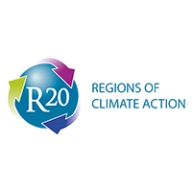 R20
REGIONS OF
CLIMATE ACTION